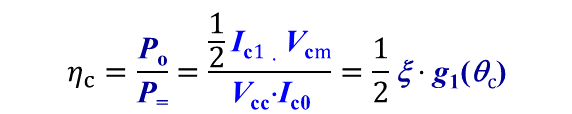 η_c = P_o / P_= = (1/2 I_c1 . V_cm) / (V_cc · I_c0) = 1/2 ξ · g_1(θ_c)